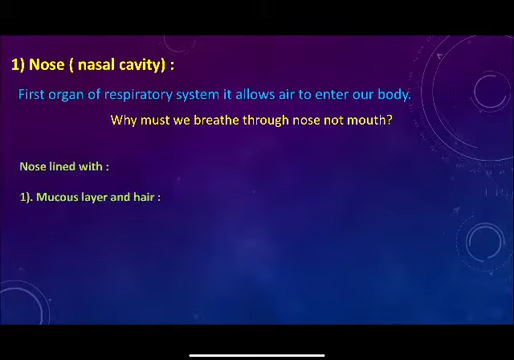 1) Nose ( nasal cavity) :
First organ of respiratory system it allows air to enter our body.
Why must we breathe through nose not mouth?
Nose lined with :
1). Mucous layer and hair :